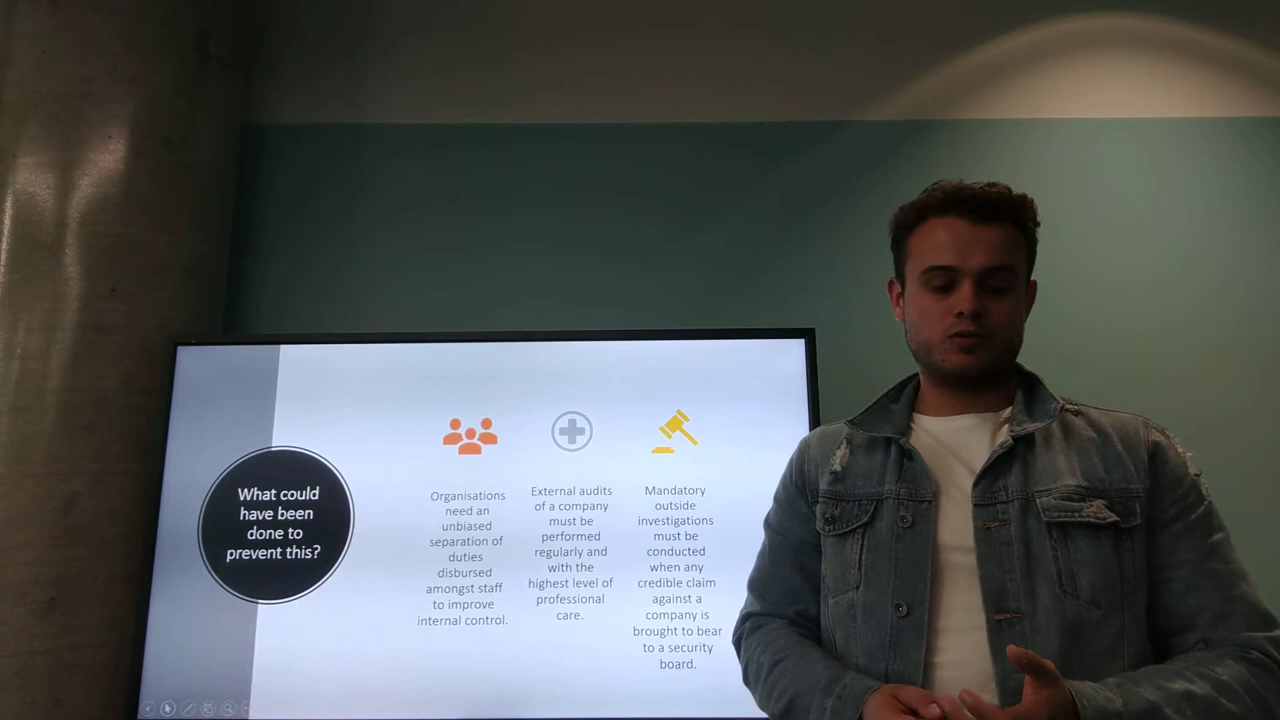 What could
have been
done to
prevent this?
Organisations
need an
unbiased
separation of
duties
disbursed
amongst staff
to improve
internal control.
External audits
of a company
must be
performed
regularly and
with the
highest level of
professional
care.
Mandatory
outside
investigations
must be
conducted
when any
credible claim
against a
company is
brought to bear
to a security
board.